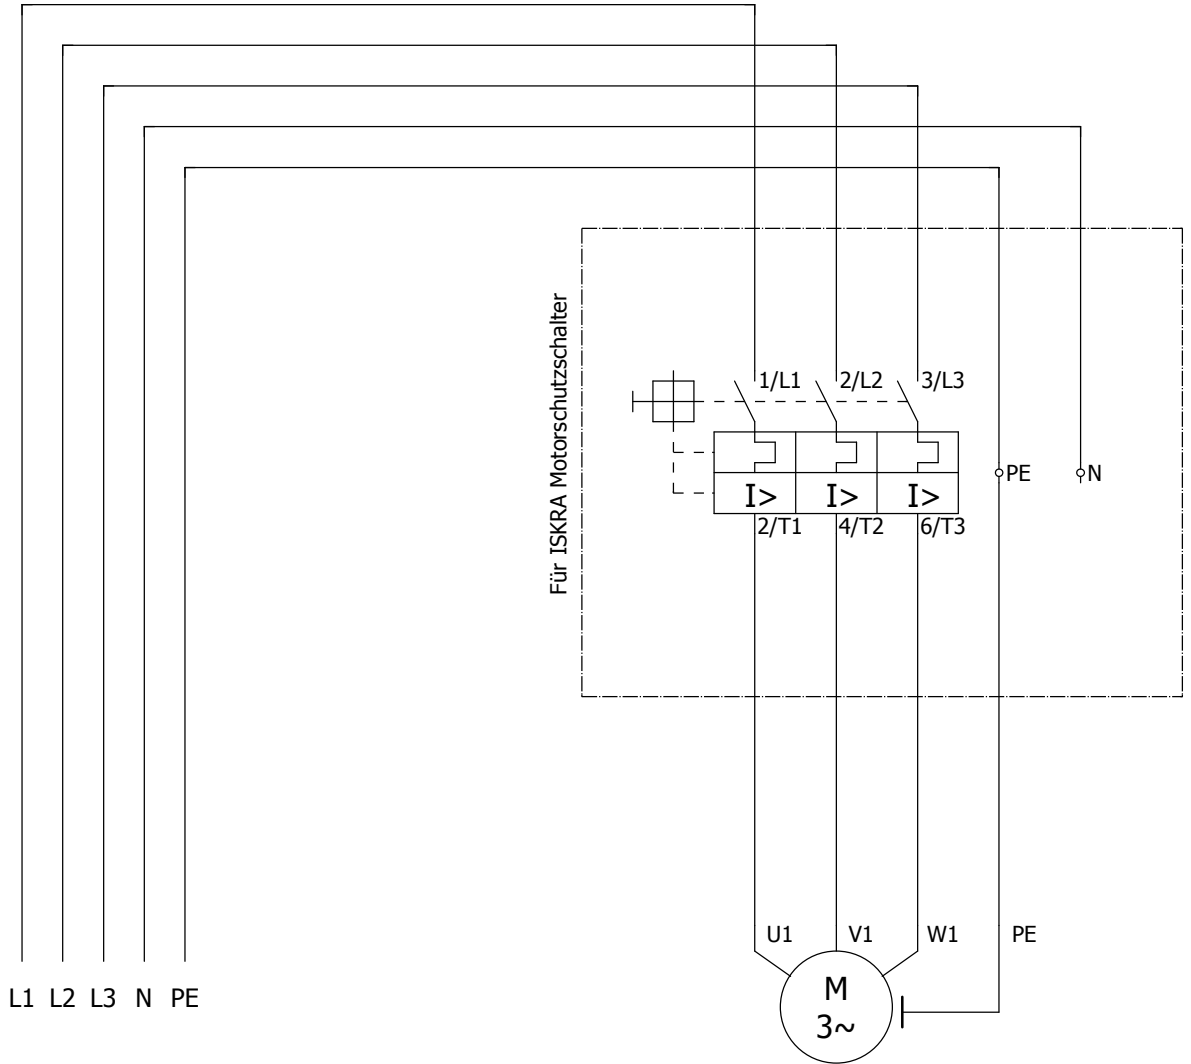 Für ISKRA Motorschutzschalter
1/L1 2/L2 3/L3
PE N
I> I> I>
2/T1 4/T2 6/T3
U1 V1 W1 PE
M
3~
L1 L2 L3 N PE